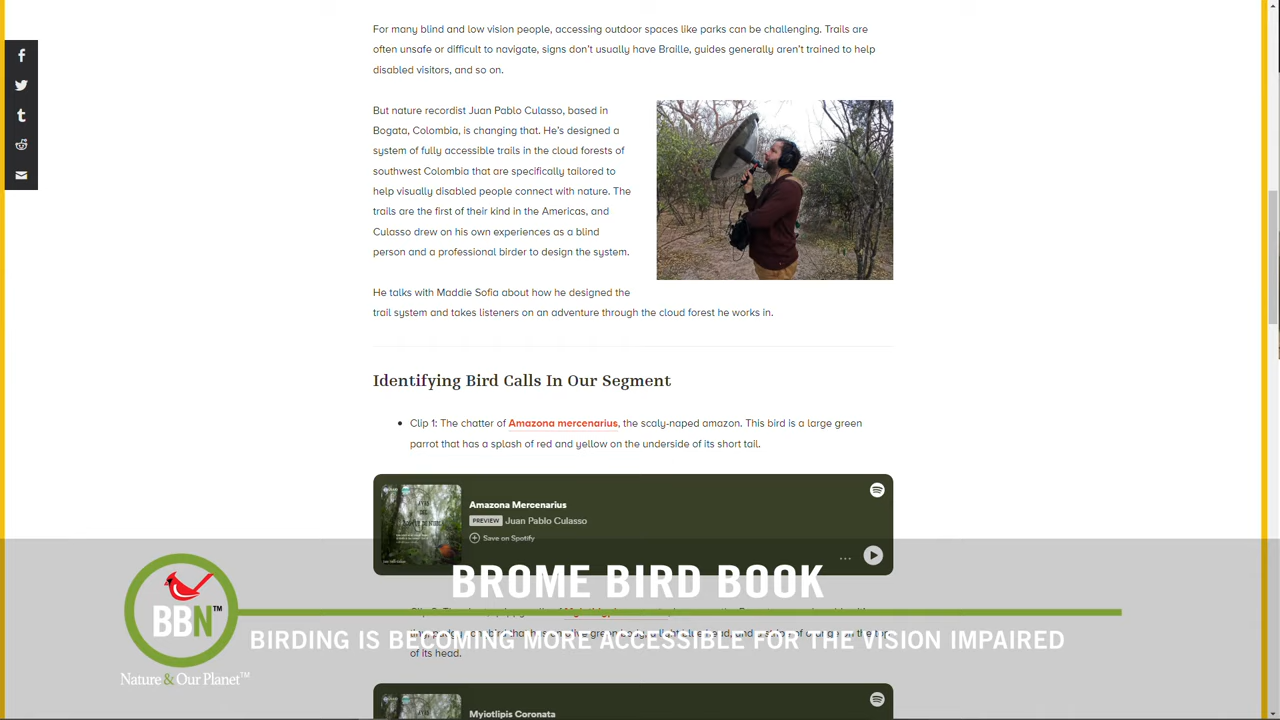 For many blind and low vision people, accessing outdoor spaces like parks can be challenging. Trails are
often unsafe or difficult to navigate, signs don't usually have Braille, guides generally aren't trained to help
disabled visitors, and so on.
But nature recordist Juan Pablo Culasso, based in
Bogata, Colombia, is changing that. He's designed a
system of fully accessible trails in the cloud forests of
southwest Colombia that are specifically tailored to
help visually disabled people connect with nature. The
trails are the first of their kind in the Americas, and
Culasso drew on his own experiences as a blind
person and a professional birder to design the system.
He talks with Maddie Sofia about how he designed the
trail system and takes listeners on an adventure through the cloud forest he works in.
Identifying Bird Calls In Our Segment
Clip 1: The chatter of Amazona mercenarius, the scaly-naped amazon. This bird is a large green
parrot that has a splash of red and yellow on the underside of its short tail.
Amazona Mercenarius
PREVIEW Juan Pablo Culasso
Save on Spotify
BROME BIRD BOOK
BBN™
BIRDING IS BECOMING MORE ACCESSIBLE FOR THE VISION IMPAIRED
of its head.
Nature & Our Planet™
Myiotlipis Coronata